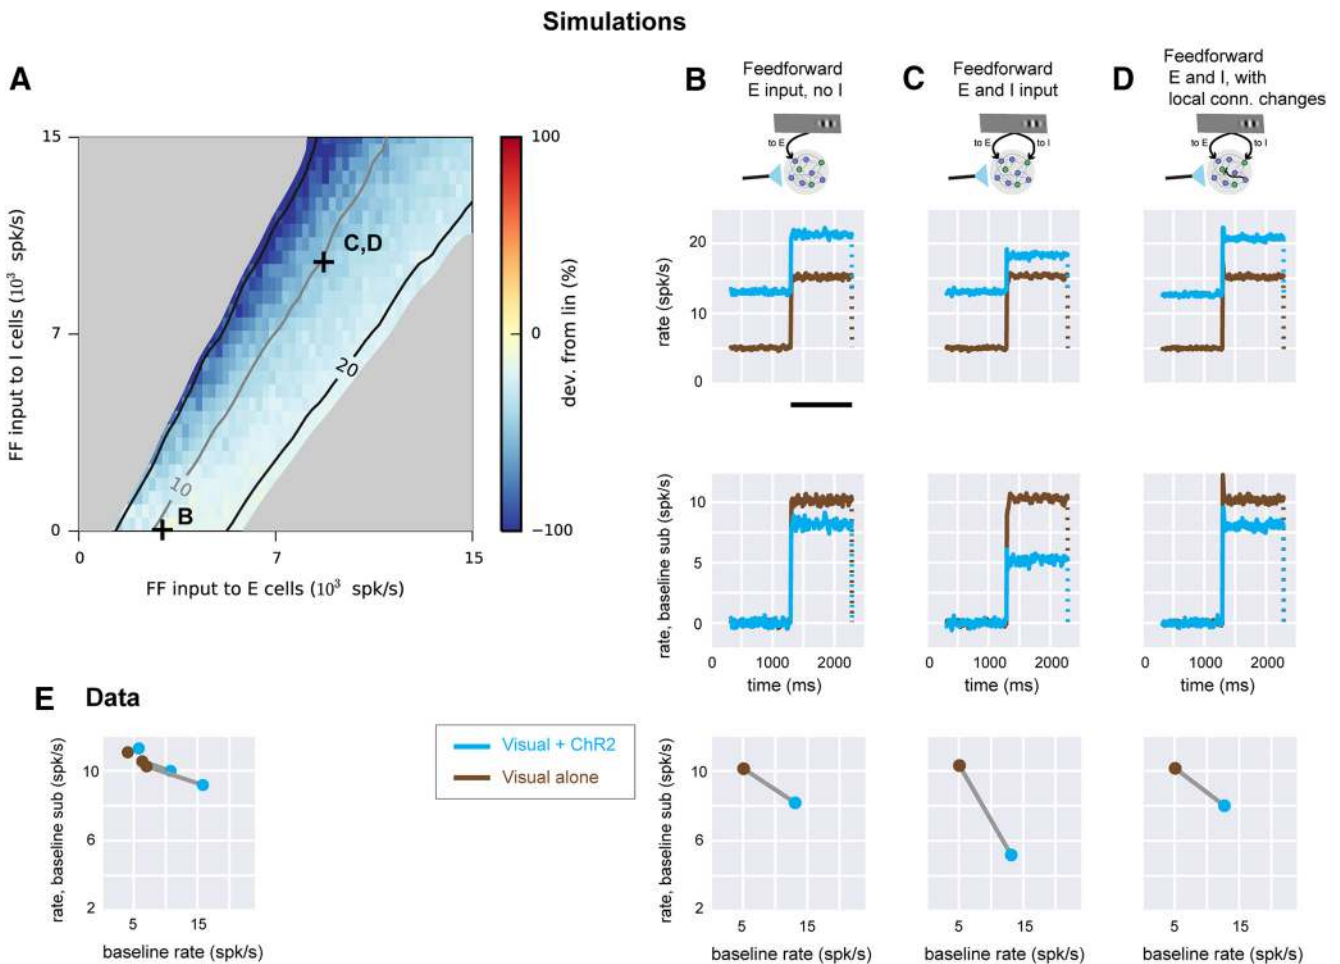 Simulations
A
15
7
0
0
7
15
FF input to I cells (10³ spk/s)
FF input to E cells (10³ spk/s)
C,D
B
10
20
100
0
−100
dev. from lin (%)
B
Feedforward
E input, no I
to E
C
Feedforward
E and I input
to E
to I
D
Feedforward
E and I, with
local conn. changes
to E
to I
rate (spk/s)
20
10
0
rate, baseline sub (spk/s)
10
5
0
0
1000
2000
time (ms)
0
1000
2000
time (ms)
0
1000
2000
time (ms)
E
Data
rate, baseline sub (spk/s)
10
6
2
5
15
baseline rate (spk/s)
Visual + ChR2
Visual alone
rate, baseline sub (spk/s)
10
6
2
5
15
baseline rate (spk/s)
5
15
baseline rate (spk/s)
5
15
baseline rate (spk/s)